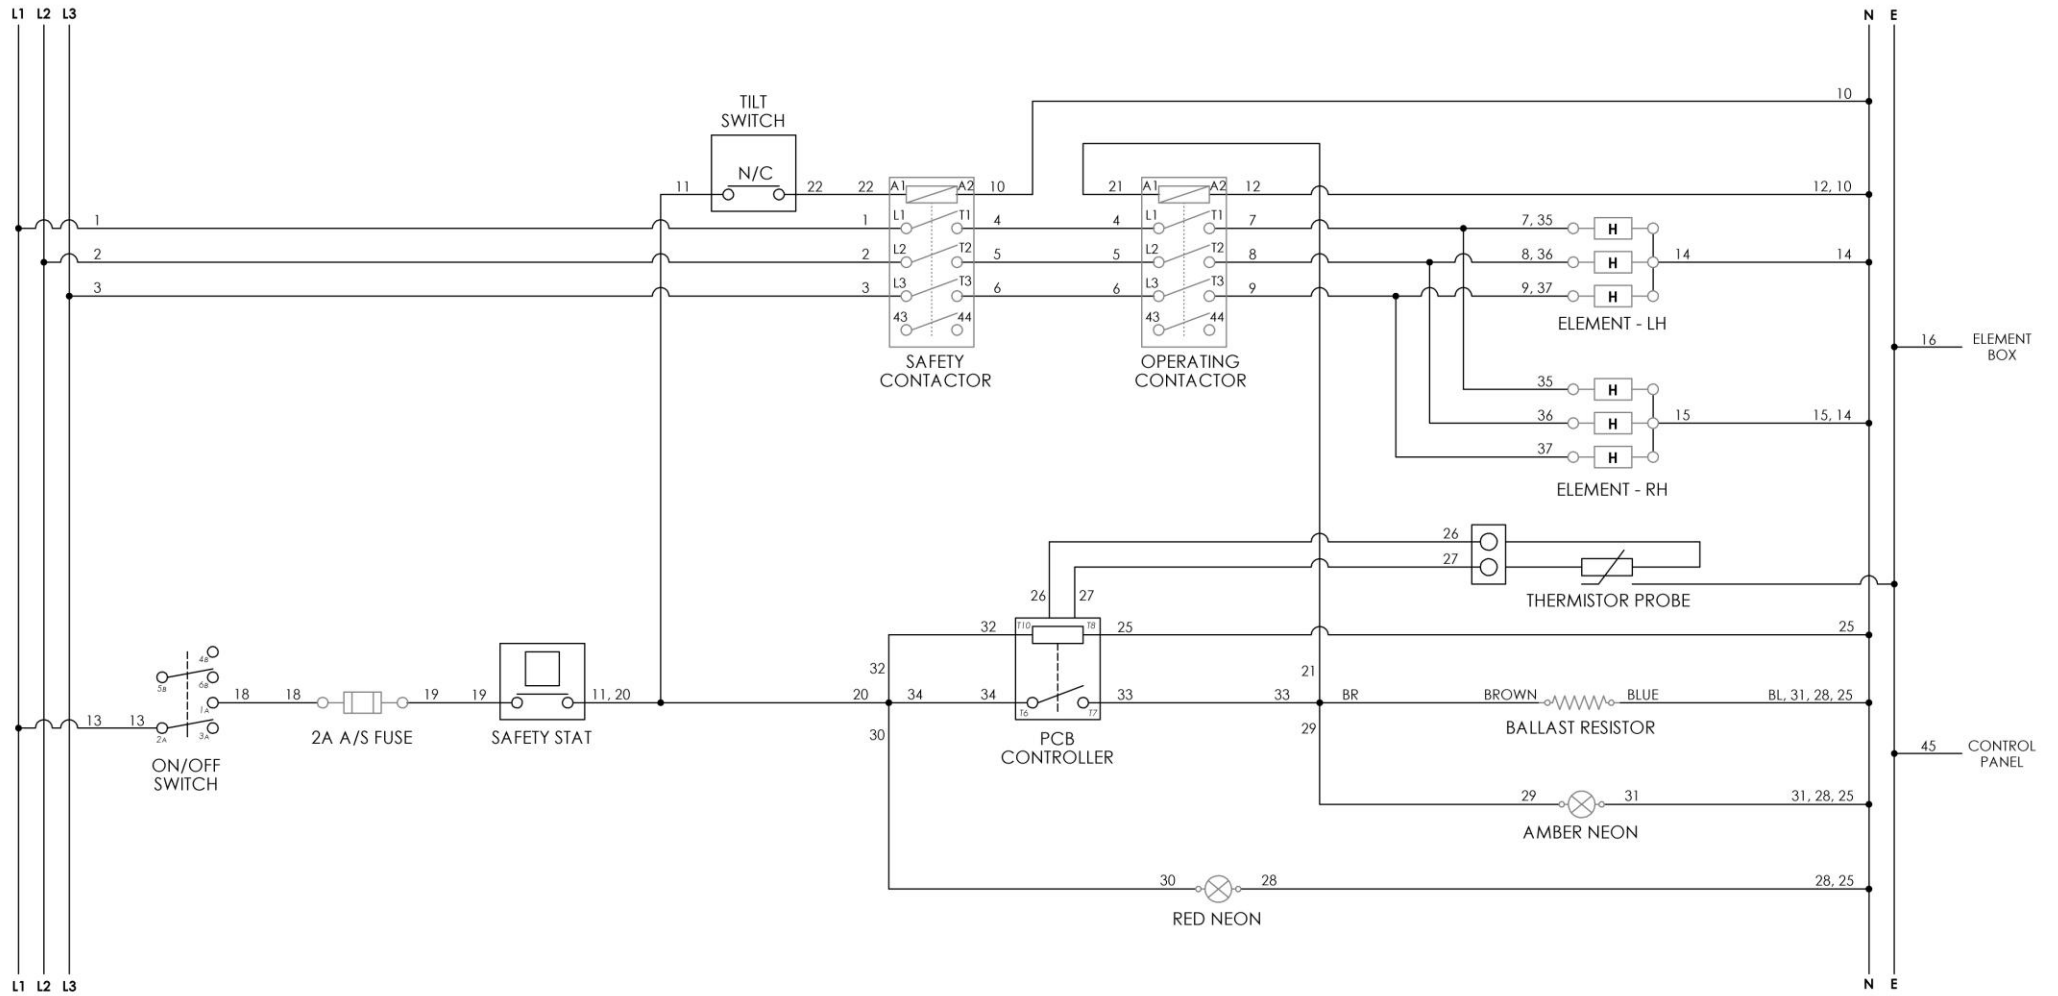 L1 L2 L3 N E
10
TILT
SWITCH
N/C
11 22 22 A1 A2 10 21 A1 A2 12 12, 10
1 1 L1 T1 4 4 L1 T1 7 7, 35 H
2 2 L2 T2 5 5 L2 T2 8 8, 36 H 14 14
3 3 L3 T3 6 6 L3 T3 9 9, 37 H
43 44 43 44
ELEMENT - LH
SAFETY
CONTACTOR
OPERATING
CONTACTOR
16 ELEMENT
BOX
35 H
36 H 15 15, 14
37 H
ELEMENT - RH
26
27
26 27
THERMISTOR PROBE
32 T10 T8 25 25
32 21
4B
5B 6B
18 18 19 19 11, 20 20 34 34 33 33 BR BROWN BLUE BL, 31, 28, 25
1A T6 T7
13 13
2A 3A
30 29
2A A/S FUSE
SAFETY STAT
PCB
CONTROLLER
BALLAST RESISTOR
45 CONTROL
PANEL
ON/OFF
SWITCH
29 31 31, 28, 25
AMBER NEON
30 28 28, 25
RED NEON
L1 L2 L3 N E